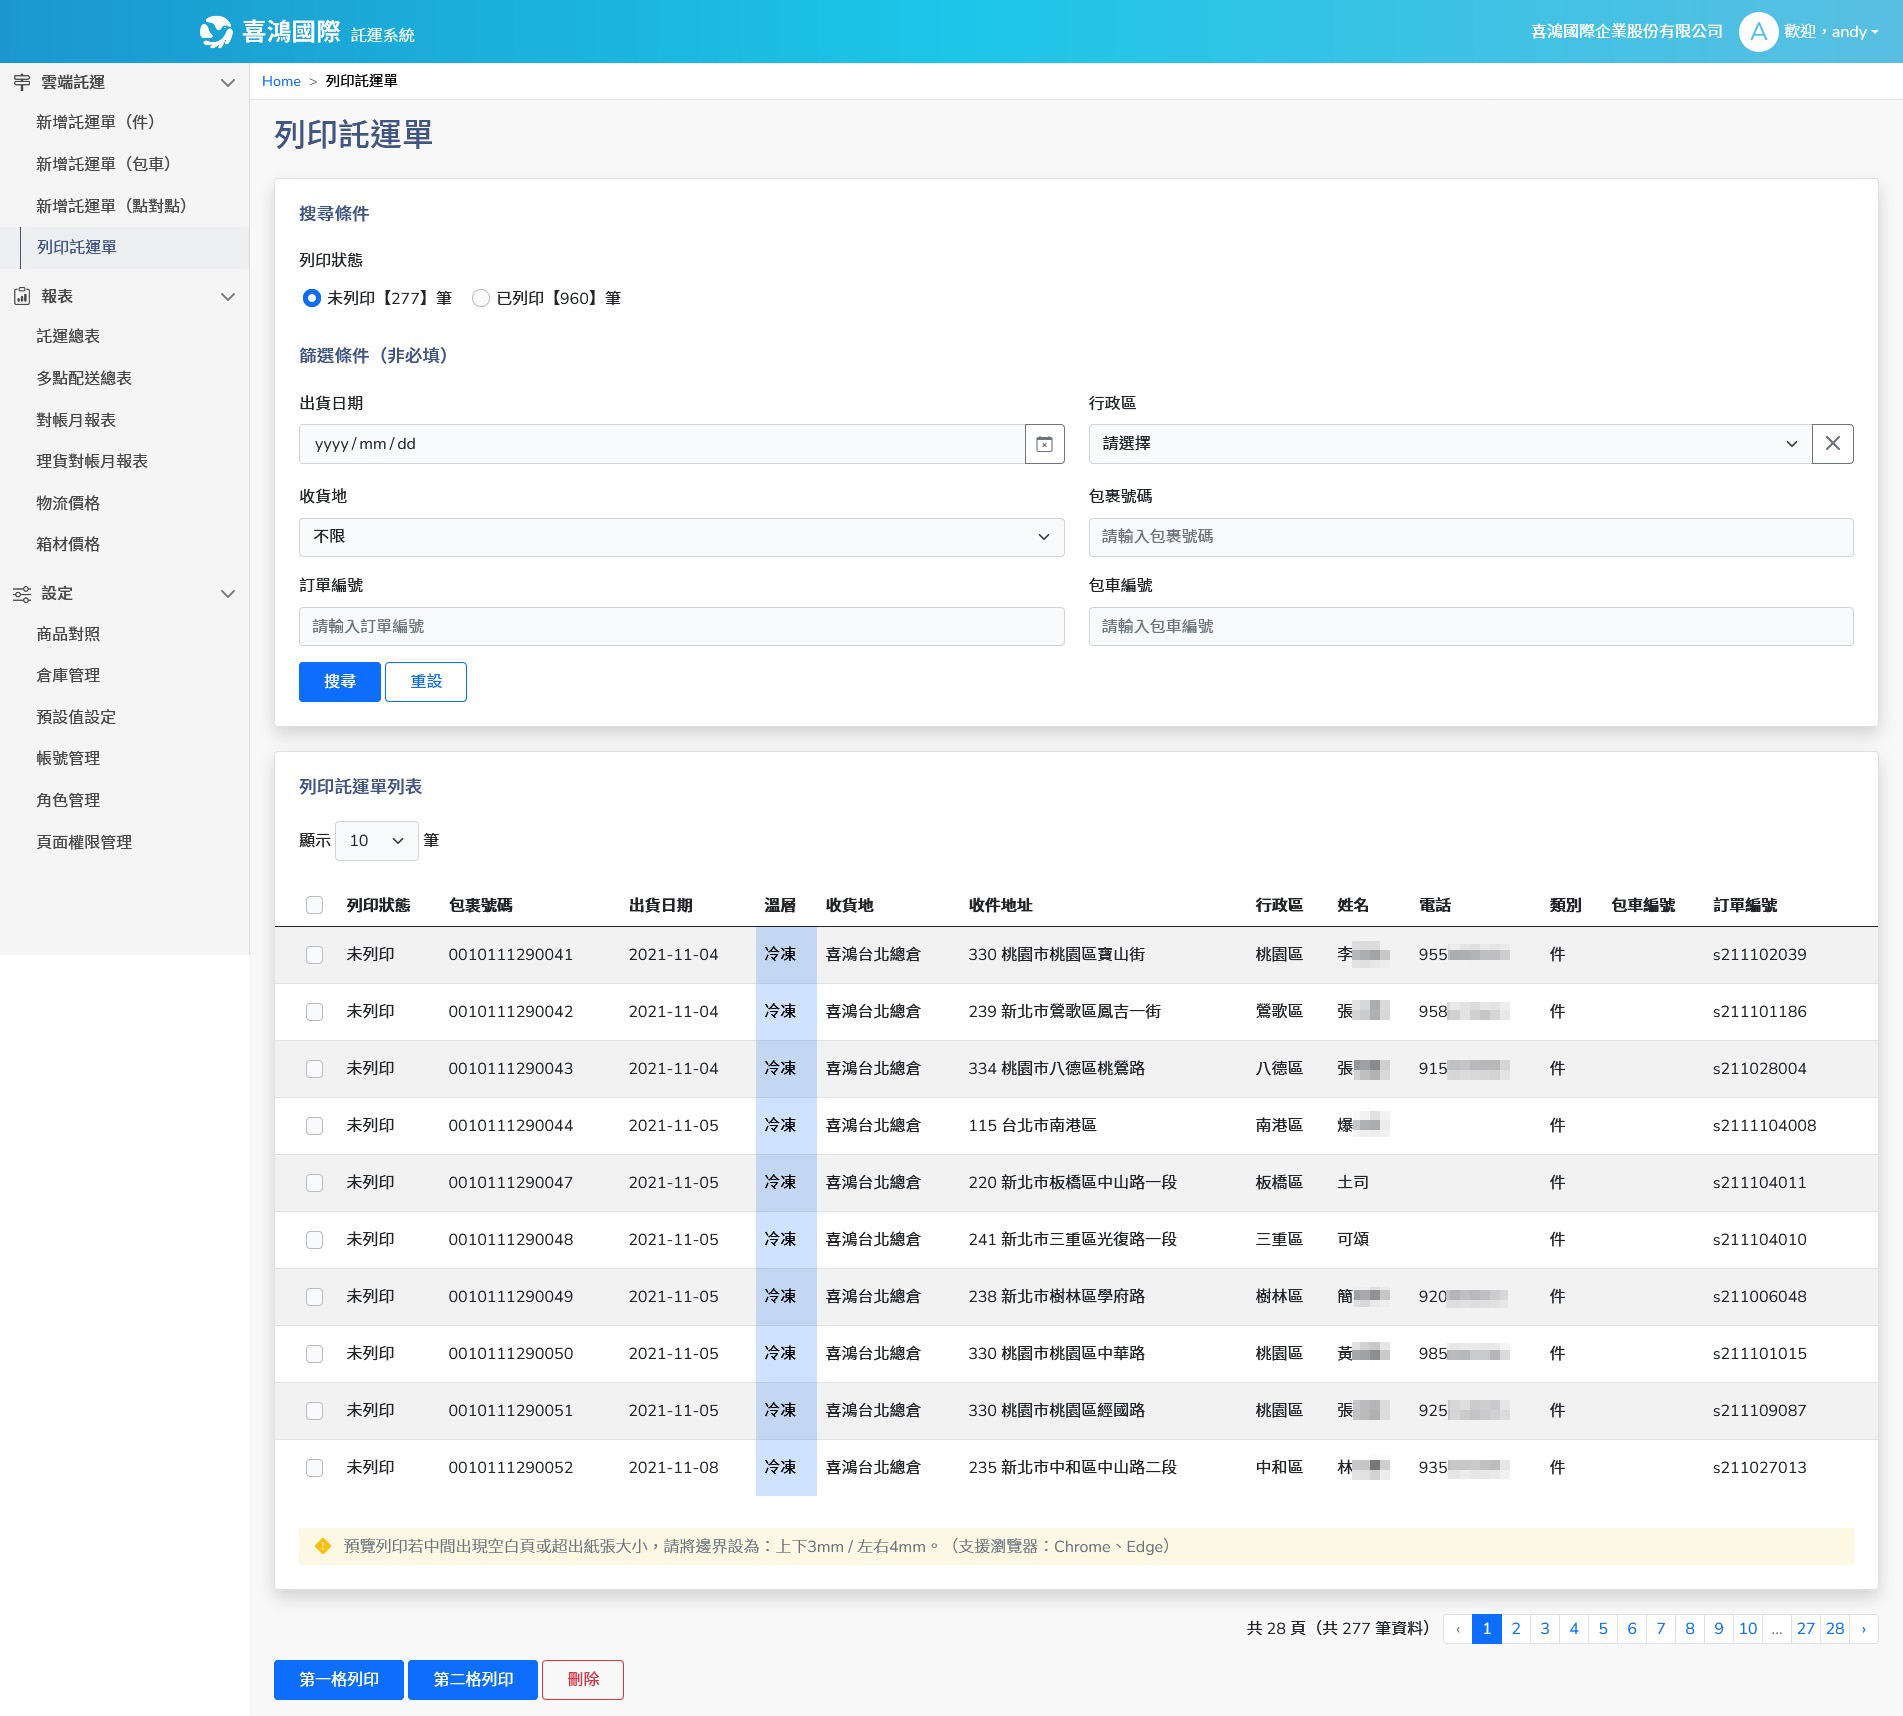 喜鴻國際 託運系統
喜鴻國際企業股份有限公司 A 歡迎，andy
雲端託運
新增託運單（件）
新增託運單（包車）
新增託運單（點對點）
列印託運單
報表
託運總表
多點配送總表
對帳月報表
理貨對帳月報表
物流價格
箱材價格
設定
商品對照
倉庫管理
預設值設定
帳號管理
角色管理
頁面權限管理
Home > 列印託運單
列印託運單
搜尋條件
列印狀態
未列印【277】筆 已列印【960】筆
篩選條件（非必填）
出貨日期 行政區
yyyy/mm/dd 請選擇
收貨地 包裹號碼
不限 請輸入包裹號碼
訂單編號 包車編號
請輸入訂單編號 請輸入包車編號
搜尋 重設
列印託運單列表
顯示 10 筆
列印狀態 包裹號碼 出貨日期 溫層 收貨地 收件地址 行政區 姓名 電話 類別 包車編號 訂單編號
未列印 0010111290041 2021-11-04 冷凍 喜鴻台北總倉 330 桃園市桃園區寶山街 桃園區 李 955 件 s211102039
未列印 0010111290042 2021-11-04 冷凍 喜鴻台北總倉 239 新北市鶯歌區鳳吉一街 鶯歌區 張 958 件 s211101186
未列印 0010111290043 2021-11-04 冷凍 喜鴻台北總倉 334 桃園市八德區桃鶯路 八德區 張 915 件 s211028004
未列印 0010111290044 2021-11-05 冷凍 喜鴻台北總倉 115 台北市南港區 南港區 爆 件 s2111104008
未列印 0010111290047 2021-11-05 冷凍 喜鴻台北總倉 220 新北市板橋區中山路一段 板橋區 土司 件 s211104011
未列印 0010111290048 2021-11-05 冷凍 喜鴻台北總倉 241 新北市三重區光復路一段 三重區 可頌 件 s211104010
未列印 0010111290049 2021-11-05 冷凍 喜鴻台北總倉 238 新北市樹林區學府路 樹林區 簡 920 件 s211006048
未列印 0010111290050 2021-11-05 冷凍 喜鴻台北總倉 330 桃園市桃園區中華路 桃園區 黃 985 件 s211101015
未列印 0010111290051 2021-11-05 冷凍 喜鴻台北總倉 330 桃園市桃園區經國路 桃園區 張 925 件 s211109087
未列印 0010111290052 2021-11-08 冷凍 喜鴻台北總倉 235 新北市中和區中山路二段 中和區 林 935 件 s211027013
預覽列印若中間出現空白頁或超出紙張大小，請將邊界設為：上下3mm / 左右4mm。（支援瀏覽器：Chrome、Edge）
共 28 頁（共 277 筆資料） ‹ 1 2 3 4 5 6 7 8 9 10 ... 27 28 ›
第一格列印 第二格列印 刪除